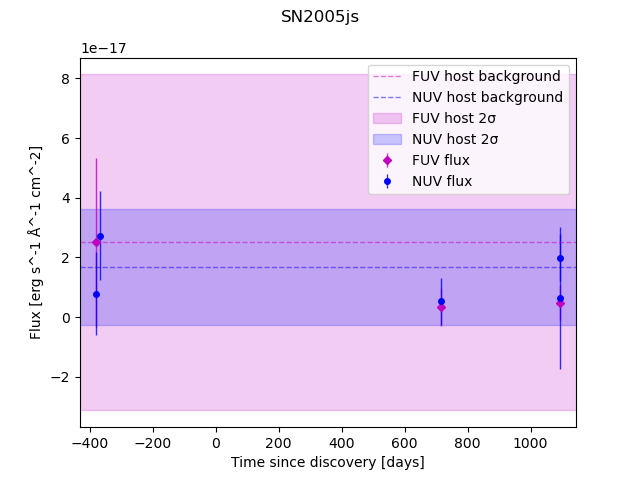 SN2005js
1e−17
FUV host background
NUV host background
FUV host 2σ
NUV host 2σ
FUV flux
NUV flux
8
6
4
2
0
−2
Flux [erg s^-1 Å^-1 cm^-2]
−400
−200
0
200
400
600
800
1000
Time since discovery [days]